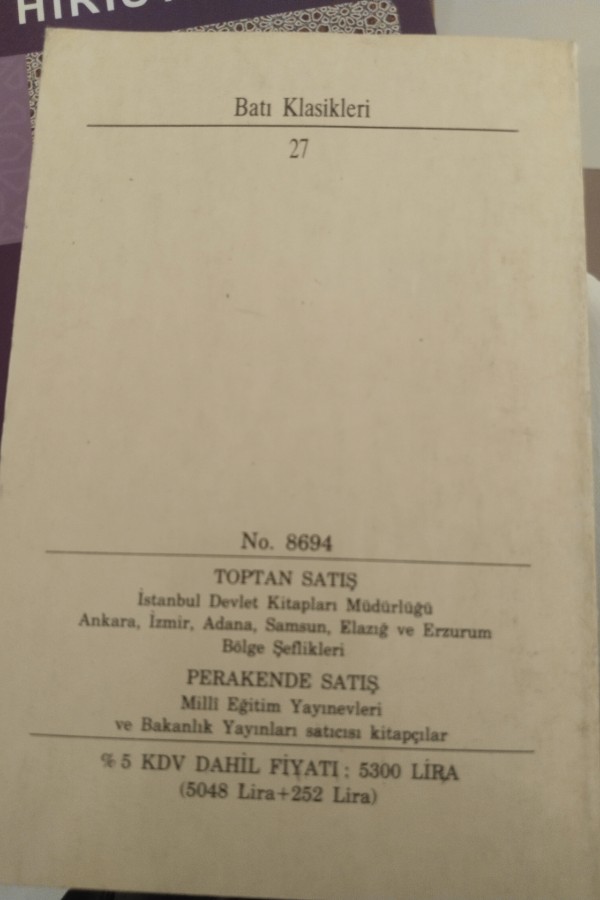 Batı Klasikleri
27
No. 8694
TOPTAN SATIŞ
İstanbul Devlet Kitapları Müdürlüğü
Ankara, İzmir, Adana, Samsun, Elazığ ve Erzurum
Bölge Şeflikleri
PERAKENDE SATIŞ
Millî Eğitim Yayınevleri
ve Bakanlık Yayınları satıcısı kitapçılar
% 5 KDV DAHİL FİYATI : 5300 LİRA
(5048 Lira+252 Lira)